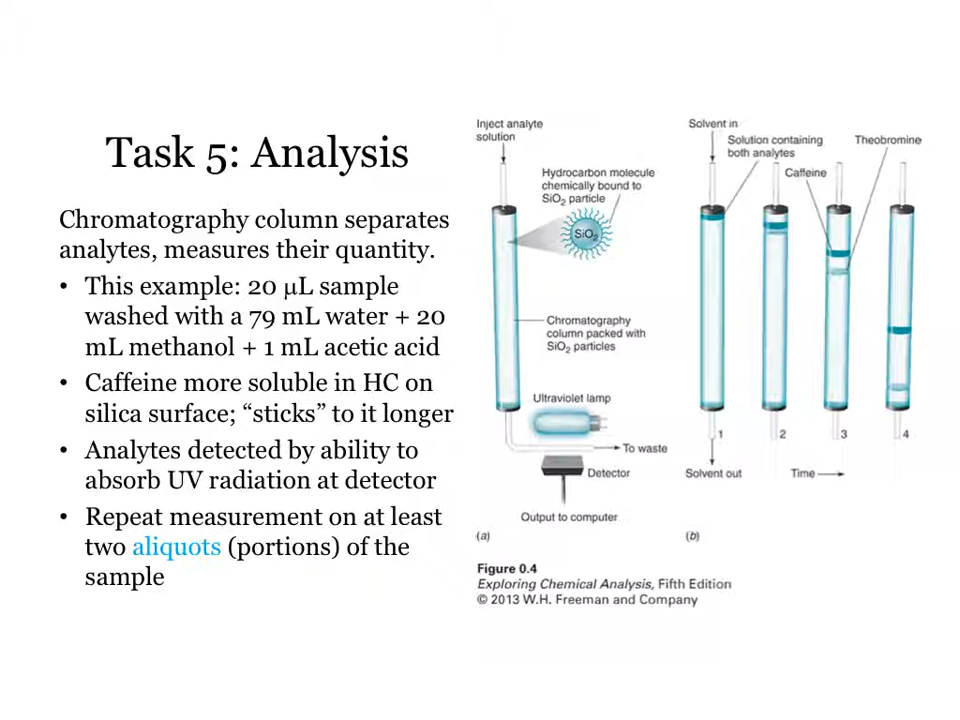 Task 5: Analysis
Chromatography column separates
analytes, measures their quantity.
• This example: 20 µL sample
washed with a 79 mL water + 20
mL methanol + 1 mL acetic acid
• Caffeine more soluble in HC on
silica surface; “sticks” to it longer
• Analytes detected by ability to
absorb UV radiation at detector
• Repeat measurement on at least
two aliquots (portions) of the
sample
Inject analyte
solution
Hydrocarbon molecule
chemically bound to
SiO2 particle
SiO2
Chromatography
column packed with
SiO2 particles
Ultraviolet lamp
To waste
Detector
Output to computer
(a)
Solvent in
Solution containing
both analytes
Theobromine
Caffeine
1
2
3
4
Solvent out
Time
(b)
Figure 0.4
Exploring Chemical Analysis, Fifth Edition
© 2013 W.H. Freeman and Company